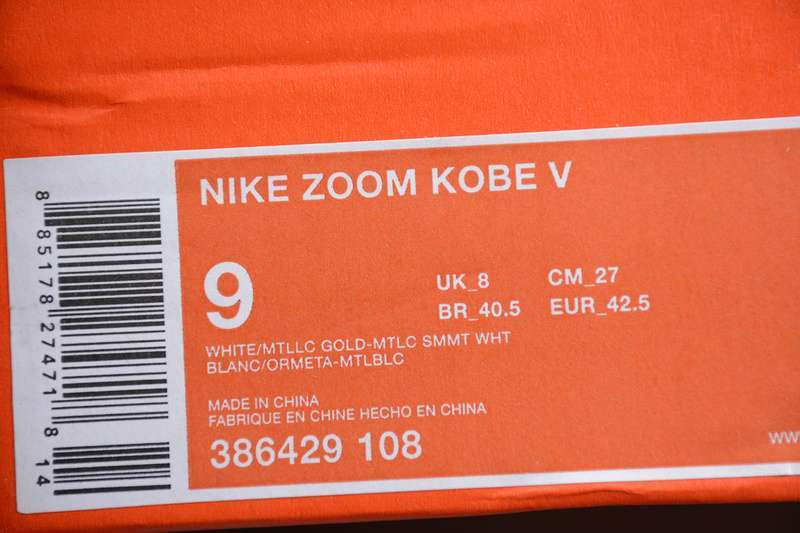 NIKE ZOOM KOBE V
9
UK_8 CM_27
BR_40.5 EUR_42.5
WHITE/MTLLC GOLD-MTLC SMMT WHT
BLANC/ORMETA-MTLBLC
MADE IN CHINA
FABRIQUE EN CHINE HECHO EN CHINA
386429 108
8 85178 27471 8 14